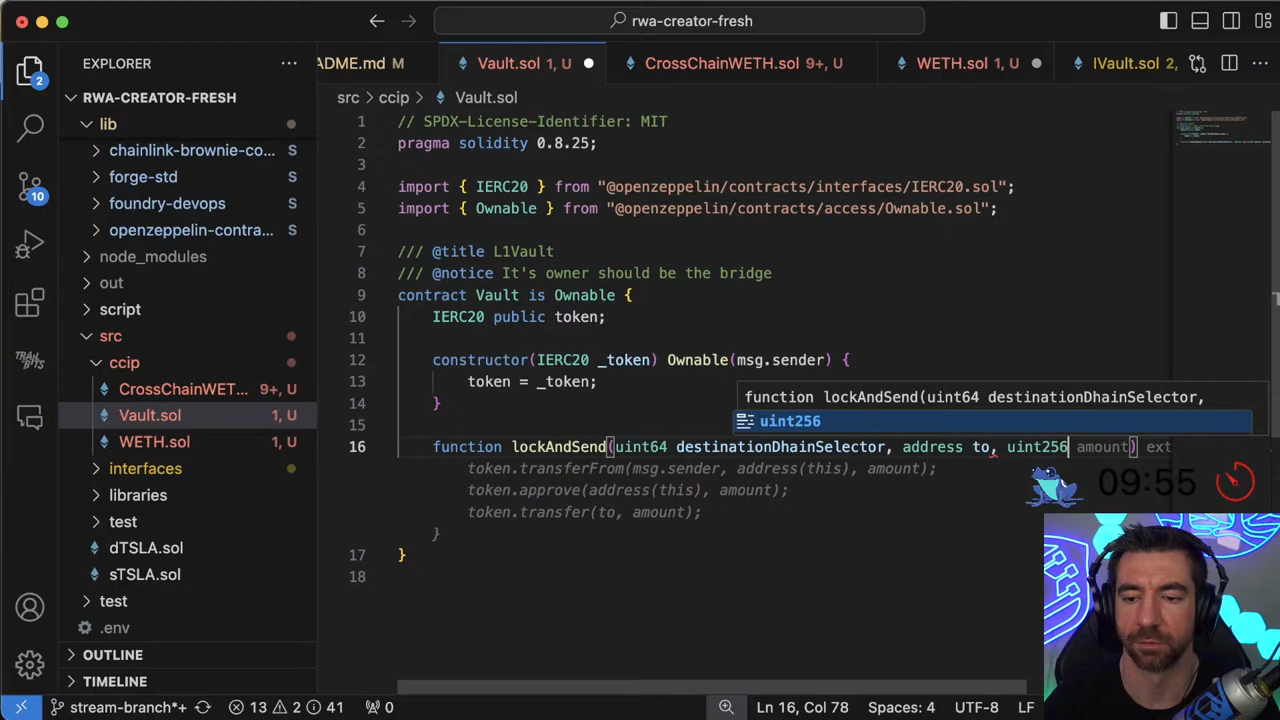 rwa-creator-fresh
EXPLORER
ADME.md M
Vault.sol 1, U
CrossChainWETH.sol 9+, U
WETH.sol 1, U
IVault.sol 2,
RWA-CREATOR-FRESH
src > ccip > Vault.sol
lib
chainlink-brownie-co... S
forge-std S
foundry-devops S
openzeppelin-contra... S
node_modules
out
script
src
ccip
CrossChainWET... 9+, U
Vault.sol 1, U
WETH.sol 1, U
interfaces
libraries
test
dTSLA.sol
sTSLA.sol
test
.env
OUTLINE
TIMELINE
2
10
TRAIL
BITS
1 // SPDX-License-Identifier: MIT
2 pragma solidity 0.8.25;
3
4 import { IERC20 } from "@openzeppelin/contracts/interfaces/IERC20.sol";
5 import { Ownable } from "@openzeppelin/contracts/access/Ownable.sol";
6
7 /// @title L1Vault
8 /// @notice It's owner should be the bridge
9 contract Vault is Ownable {
10 IERC20 public token;
11
12 constructor(IERC20 _token) Ownable(msg.sender) {
13 token = _token;
14 }
15
function lockAndSend(uint64 destinationDhainSelector,
uint256
16 function lockAndSend(uint64 destinationDhainSelector, address to, uint256 amount) ext
token.transferFrom(msg.sender, address(this), amount);
token.approve(address(this), amount);
token.transfer(to, amount);
}
17 }
18
09:55
stream-branch*+ 13 2 41 0 Ln 16, Col 78 Spaces: 4 UTF-8 LF